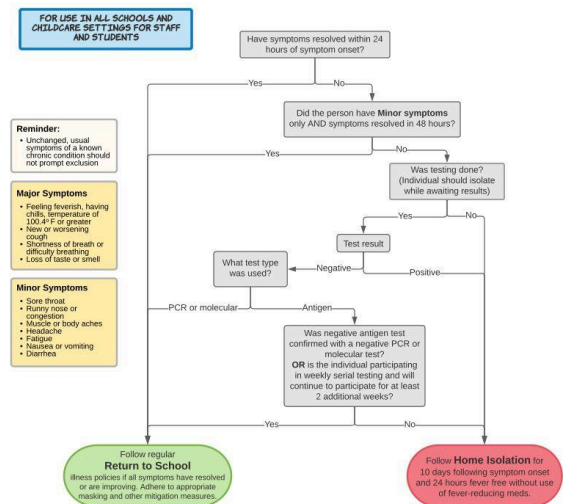 FOR USE IN ALL SCHOOLS AND
CHILDCARE SETTINGS FOR STAFF
AND STUDENTS
Have symptoms resolved within 24
hours of symptom onset?
Yes
No
Did the person have Minor symptoms
only AND symptoms resolved in 48 hours?
Yes
No
Reminder:
• Unchanged, usual
symptoms of a known
chronic condition should
not prompt exclusion
Was testing done?
(Individual should isolate
while awaiting results)
Yes
No
Major Symptoms
• Feeling feverish, having
chills, temperature of
100.4º F or greater
• New or worsening
cough
• Shortness of breath or
difficulty breathing
• Loss of taste or smell
Test result
Negative
Positive
What test type
was used?
PCR or molecular
Antigen
Minor Symptoms
• Sore throat
• Runny nose or
congestion
• Muscle or body aches
• Headache
• Fatigue
• Nausea or vomiting
• Diarrhea
Was negative antigen test
confirmed with a negative PCR or
molecular test?
OR is the individual participating
in weekly serial testing and will
continue to participate for at least
2 additional weeks?
Yes
No
Follow regular
Return to School
illness policies if all symptoms have resolved
or are improving. Adhere to appropriate
masking and other mitigation measures.
Follow Home Isolation for
10 days following symptom onset
and 24 hours fever free without use
of fever-reducing meds.